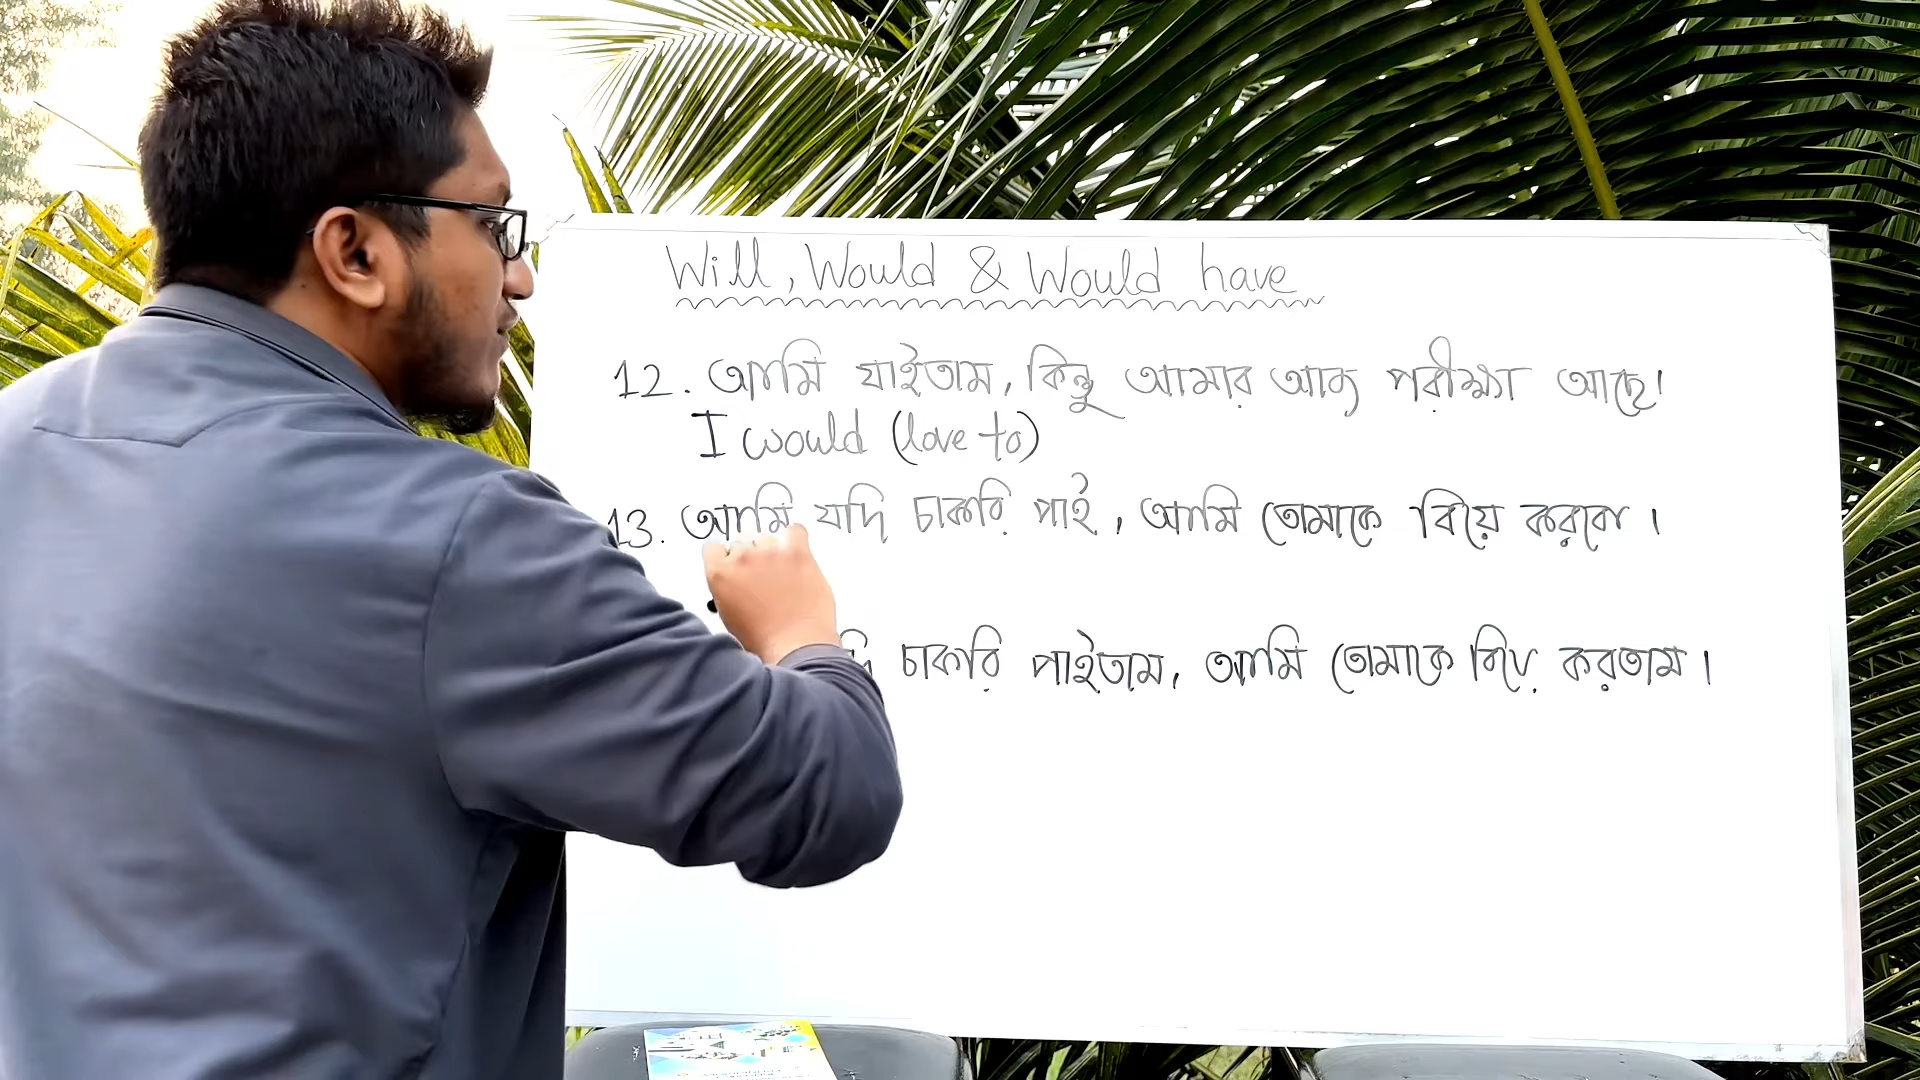 Will, Would & Would have
12. আমি যাইতাম, কিন্তু আমার আজ পরীক্ষা আছে।
I would (love to)
13. আমি যদি চাকরি পাই, আমি তোমাকে বিয়ে করবো।
চাকরি পাইতাম, আমি তোমাকে বিয়ে করতাম।